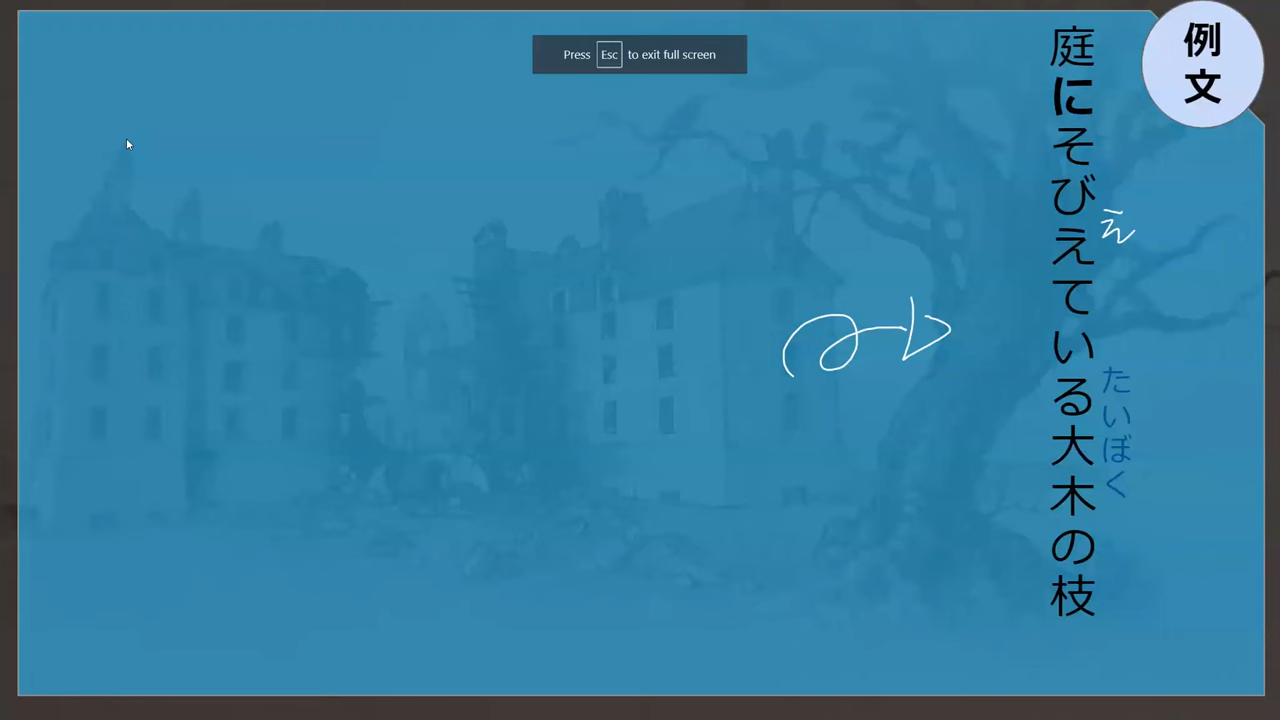 例
文
庭にそびえている大木の枝
え
たいぼく
Press Esc to exit full screen